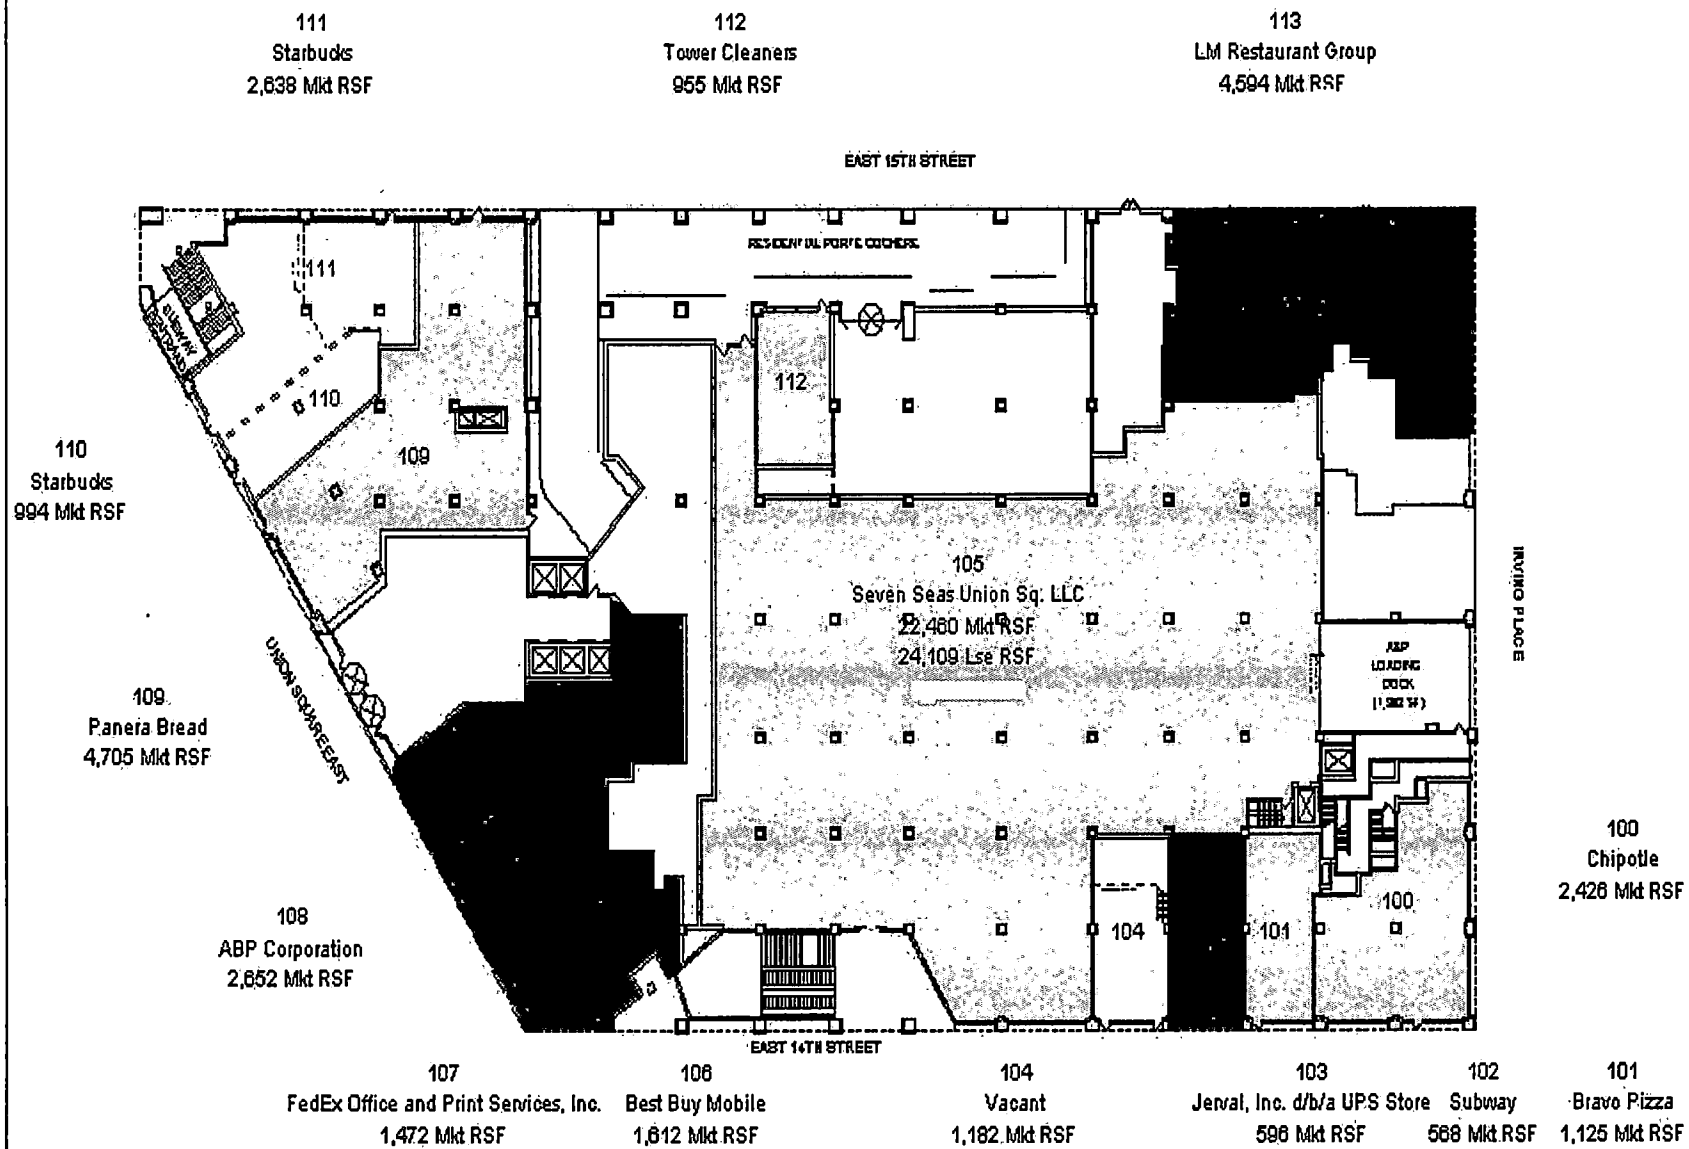 111
Starbucks
2,638 Mkt RSF
112
Tower Cleaners
955 Mkt RSF
113
LM Restaurant Group
4,594 Mkt RSF
EAST 15TH STREET
RESIDENTIAL PORTE COCHERE
111
SUBWAY
112
110
109
110
Starbucks
994 Mkt RSF
105
Seven Seas Union Sq. LLC
22,460 Mkt RSF
24,109 Lse RSF
IRVING PLACE
A&P
LOADING
DOCK
UNION SQUARE EAST
109
Panera Bread
4,705 Mkt RSF
100
Chipotle
2,426 Mkt RSF
100
104
101
108
ABP Corporation
2,652 Mkt RSF
EAST 14TH STREET
107
FedEx Office and Print Services, Inc.
1,472 Mkt RSF
106
Best Buy Mobile
1,612 Mkt RSF
104
Vacant
1,182 Mkt RSF
103
Jerval, Inc. d/b/a UPS Store
596 Mkt RSF
102
Subway
568 Mkt RSF
101
Bravo Pizza
1,125 Mkt RSF